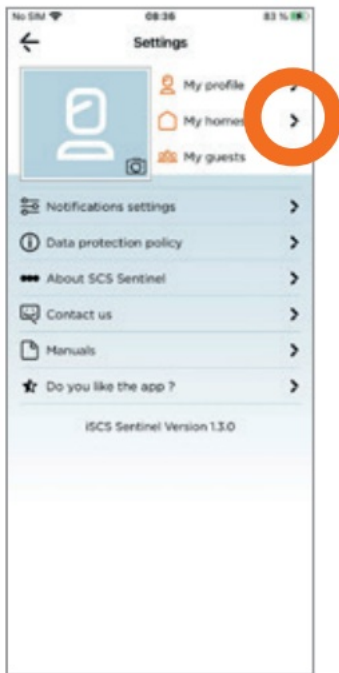 No SIM 08:36 83 %
Settings
My profile
My homes
My guests
Notifications settings
Data protection policy
About SCS Sentinel
Contact us
Manuals
Do you like the app ?
iSCS Sentinel Version 1.3.0